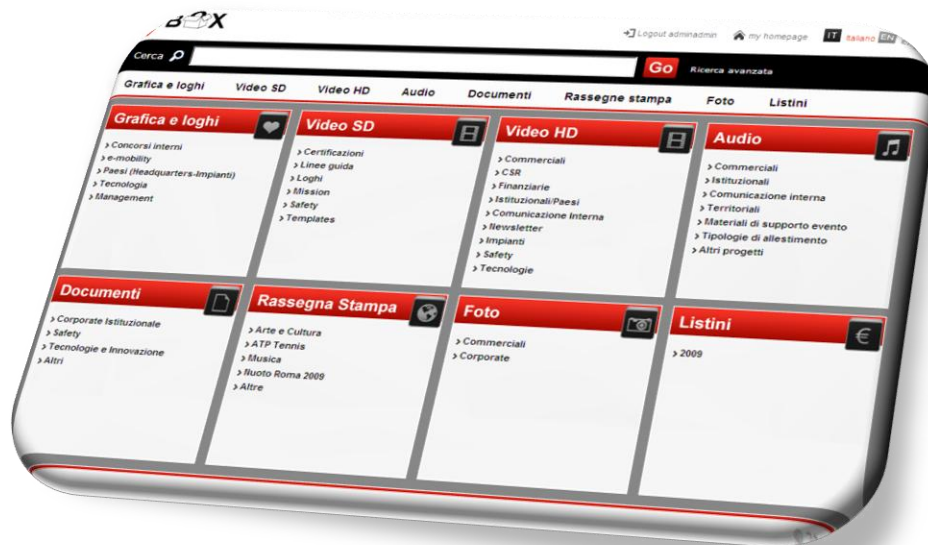 BOX
Logout adminadmin my homepage IT Italiano EN
Cerca Go Ricerca avanzata
Grafica e loghi Video SD Video HD Audio Documenti Rassegne stampa Foto Listini
Grafica e loghi
> Concorsi interni
> e-mobility
> Paesi (Headquarters-Impianti)
> Tecnologia
> Management
Video SD
> Certificazioni
> Linee guida
> Loghi
> Mission
> Safety
> Templates
Video HD
> Commerciali
> CSR
> Finanziarie
> Istituzionali/Paesi
> Comunicazione Interna
> Newsletter
> Impianti
> Safety
> Tecnologie
Audio
> Commerciali
> Istituzionali
> Comunicazione interna
> Territoriali
> Materiali di supporto evento
> Tipologie di allestimento
> Altri progetti
Documenti
> Corporate Istituzionale
> Safety
> Tecnologie e Innovazione
> Altri
Rassegna Stampa
> Arte e Cultura
> ATP Tennis
> Musica
> Nuoto Roma 2009
> Altre
Foto
> Commerciali
> Corporate
Listini
€
> 2009